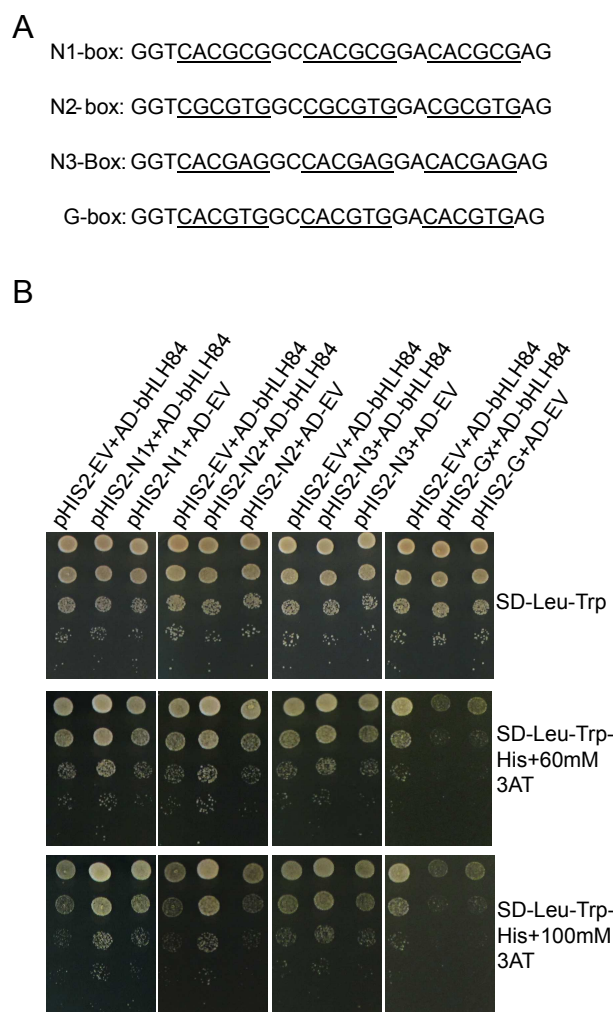 A
N1-box: GGTCACGCGGCCACGCGGACACGCGAG
N2-box: GGTCGCGTGGCCGCGTGGACGCGTGAG
N3-Box: GGTCACGAGGCCACGAGGACACGAGAG
G-box: GGTCACGTGGCCACGTGGACACGTGAG
B
pHIS2-EV+AD-bHLH84
pHIS2-N1x+AD-bHLH84
pHIS2-N1+AD-EV
pHIS2-EV+AD-bHLH84
pHIS2-N2+AD-bHLH84
pHIS2-N2+AD-EV
pHIS2-EV+AD-bHLH84
pHIS2-N3+AD-bHLH84
pHIS2-N3+AD-EV
pHIS2-EV+AD-bHLH84
pHIS2-Gx+AD-bHLH84
pHIS2-G+AD-EV
SD-Leu-Trp
SD-Leu-Trp-
His+60mM
3AT
SD-Leu-Trp-
His+100mM
3AT